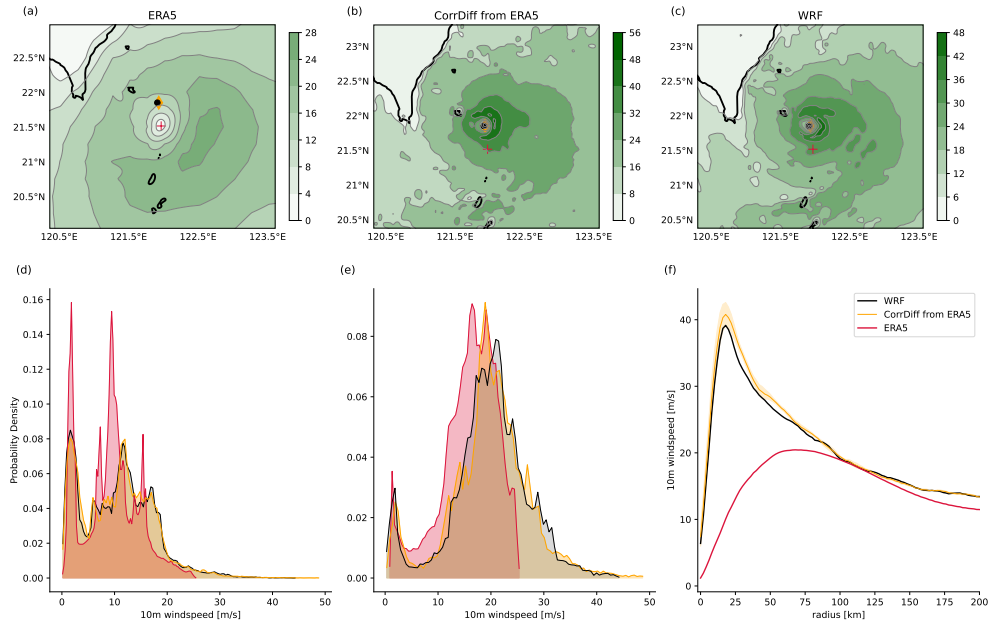 (a)
ERA5
22.5°N
22°N
21.5°N
21°N
20.5°N
120.5°E
121.5°E
122.5°E
123.5°E
28
24
20
16
12
8
4
0
(b)
CorrDiff from ERA5
23°N
22.5°N
22°N
21.5°N
21°N
20.5°N
120.5°E
121.5°E
122.5°E
123.5°E
56
48
40
32
24
16
8
0
(c)
WRF
23°N
22.5°N
22°N
21.5°N
21°N
20.5°N
120.5°E
121.5°E
122.5°E
123.5°E
48
42
36
30
24
18
12
6
0
(d)
Probability Density
0.16
0.14
0.12
0.10
0.08
0.06
0.04
0.02
0.00
0 10 20 30 40 50
10m windspeed [m/s]
(e)
0.08
0.06
0.04
0.02
0.00
0 10 20 30 40 50
10m windspeed [m/s]
(f)
WRF
CorrDiff from ERA5
ERA5
10m windspeed [m/s]
40
30
20
10
0
0 25 50 75 100 125 150 175 200
radius [km]